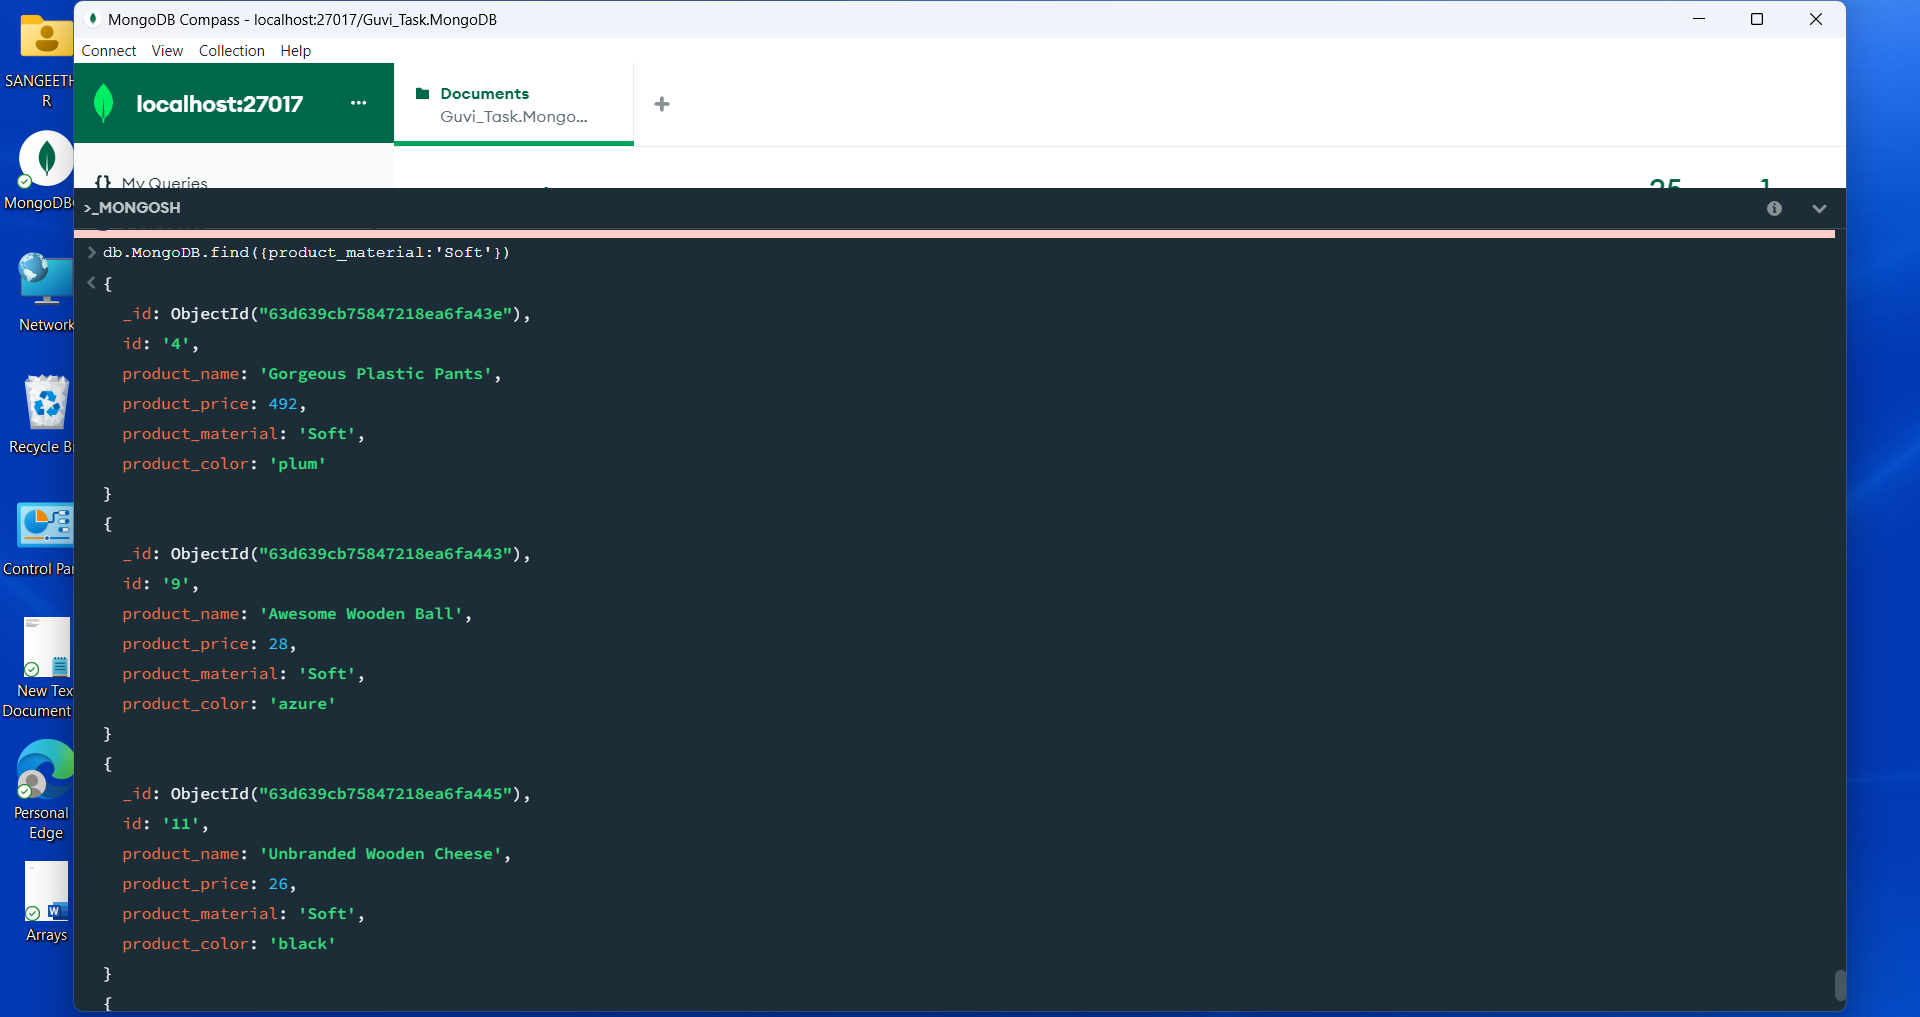 MongoDB Compass - localhost:27017/Guvi_Task.MongoDB
Connect View Collection Help
localhost:27017 ...
Documents
Guvi_Task.Mongo...
+
{} My Queries
25 1
>_MONGOSH
db.MongoDB.find({product_material:'Soft'})
{
_id: ObjectId("63d639cb75847218ea6fa43e"),
id: '4',
product_name: 'Gorgeous Plastic Pants',
product_price: 492,
product_material: 'Soft',
product_color: 'plum'
}
{
_id: ObjectId("63d639cb75847218ea6fa443"),
id: '9',
product_name: 'Awesome Wooden Ball',
product_price: 28,
product_material: 'Soft',
product_color: 'azure'
}
{
_id: ObjectId("63d639cb75847218ea6fa445"),
id: '11',
product_name: 'Unbranded Wooden Cheese',
product_price: 26,
product_material: 'Soft',
product_color: 'black'
}
{
SANGEETH
R
MongoDB
Network
Recycle B
Control Pa
New Tex
Document
Personal
Edge
Arrays